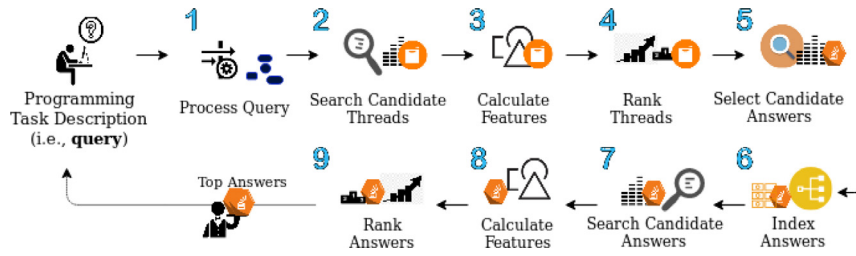 1
2
3
4
5
Programming
Task Description
(i.e., query)
Process Query
Search Candidate
Threads
Calculate
Features
Rank
Threads
Select Candidate
Answers
9
8
7
6
Top Answers
Rank
Answers
Calculate
Features
Search Candidate
Answers
Index
Answers